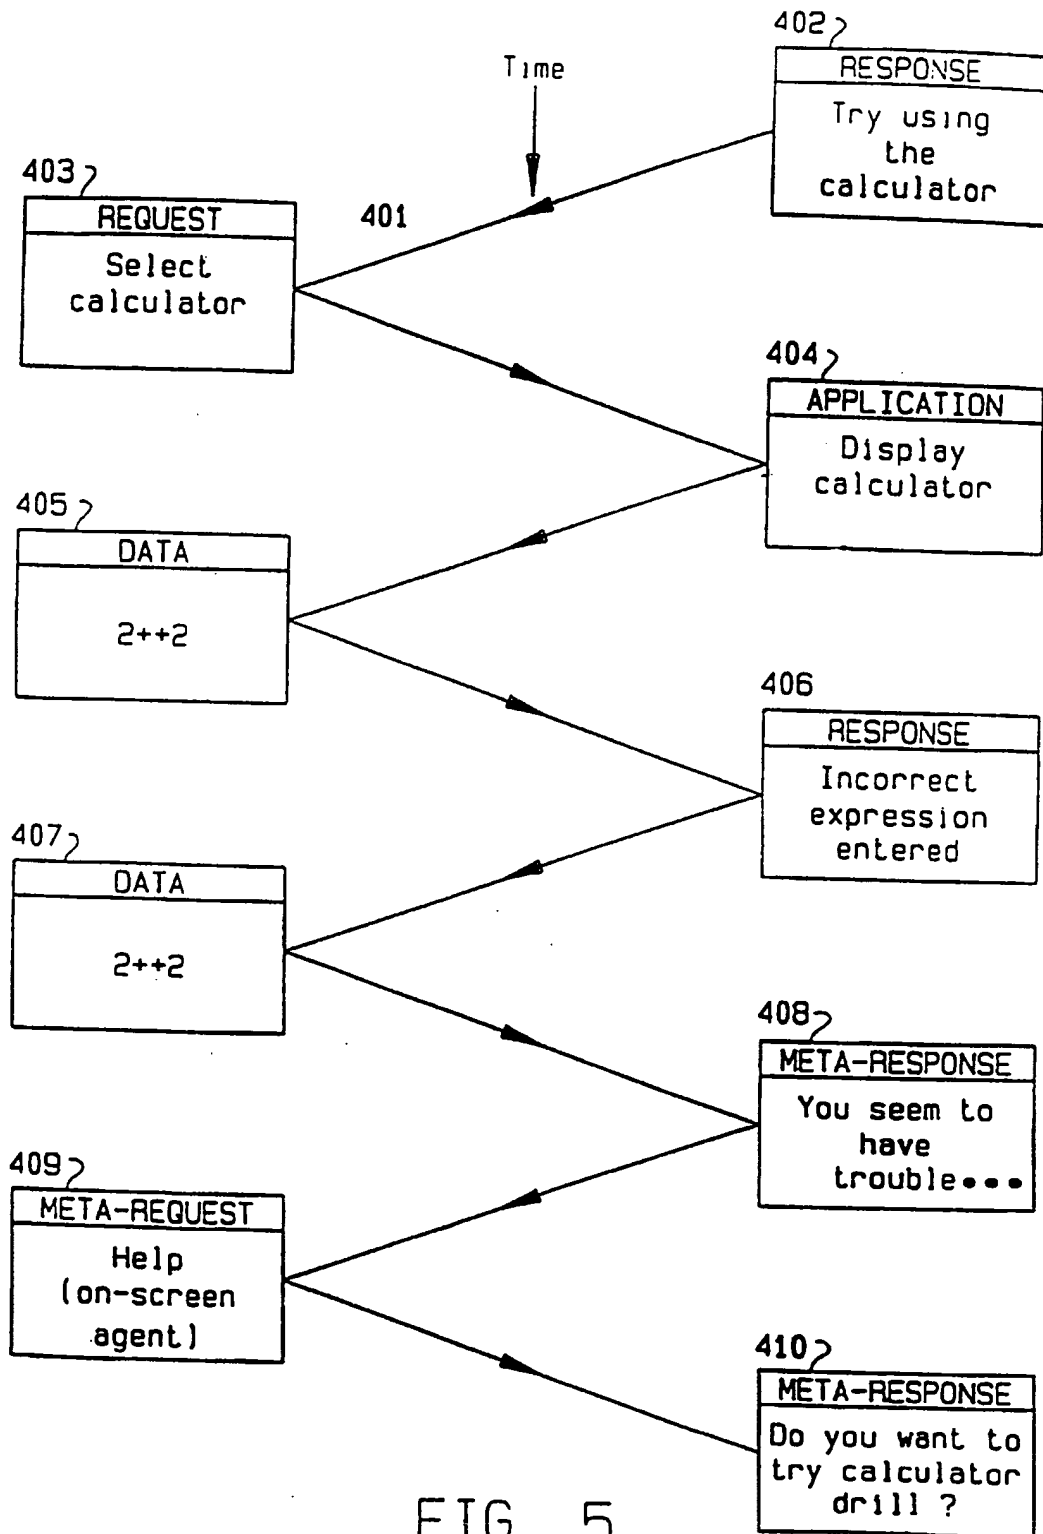 402
RESPONSE
Try using
the
calculator
Time
403
REQUEST
Select
calculator
401
404
APPLICATION
Display
calculator
405
DATA
2++2
406
RESPONSE
Incorrect
expression
entered
407
DATA
2++2
408
META-RESPONSE
You seem to
have
trouble•••
409
META-REQUEST
Help
(on-screen
agent)
410
META-RESPONSE
Do you want to
try calculator
drill ?
FIG. 5